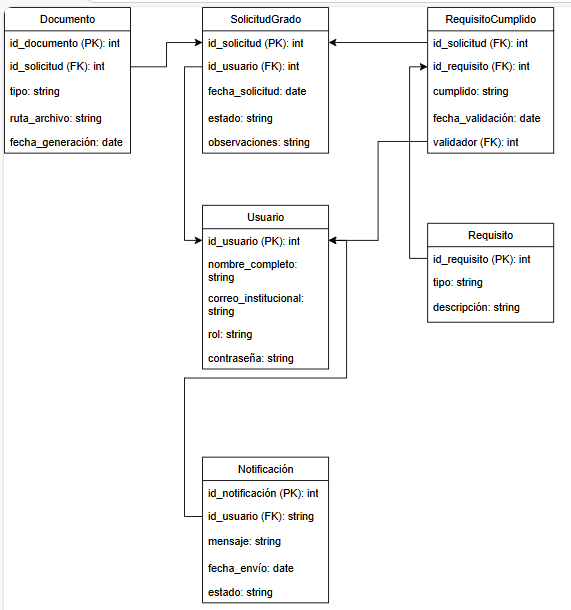 Documento
id_documento (PK): int
id_solicitud (FK): int
tipo: string
ruta_archivo: string
fecha_generación: date
SolicitudGrado
id_solicitud (PK): int
id_usuario (FK): int
fecha_solicitud: date
estado: string
observaciones: string
RequisitoCumplido
id_solicitud (FK): int
id_requisito (FK): int
cumplido: string
fecha_validación: date
validador (FK): int
Usuario
id_usuario (PK): int
nombre_completo:
string
correo_institucional:
string
rol: string
contraseña: string
Requisito
id_requisito (PK): int
tipo: string
descripción: string
Notificación
id_notificación (PK): int
id_usuario (FK): string
mensaje: string
fecha_envío: date
estado: string